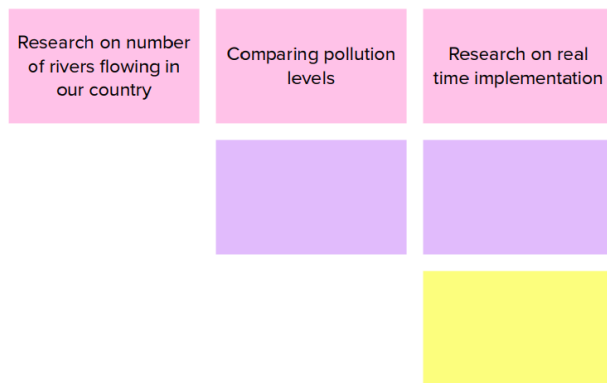 Research on number
of rivers flowing in
our country
Comparing pollution
levels
Research on real
time implementation